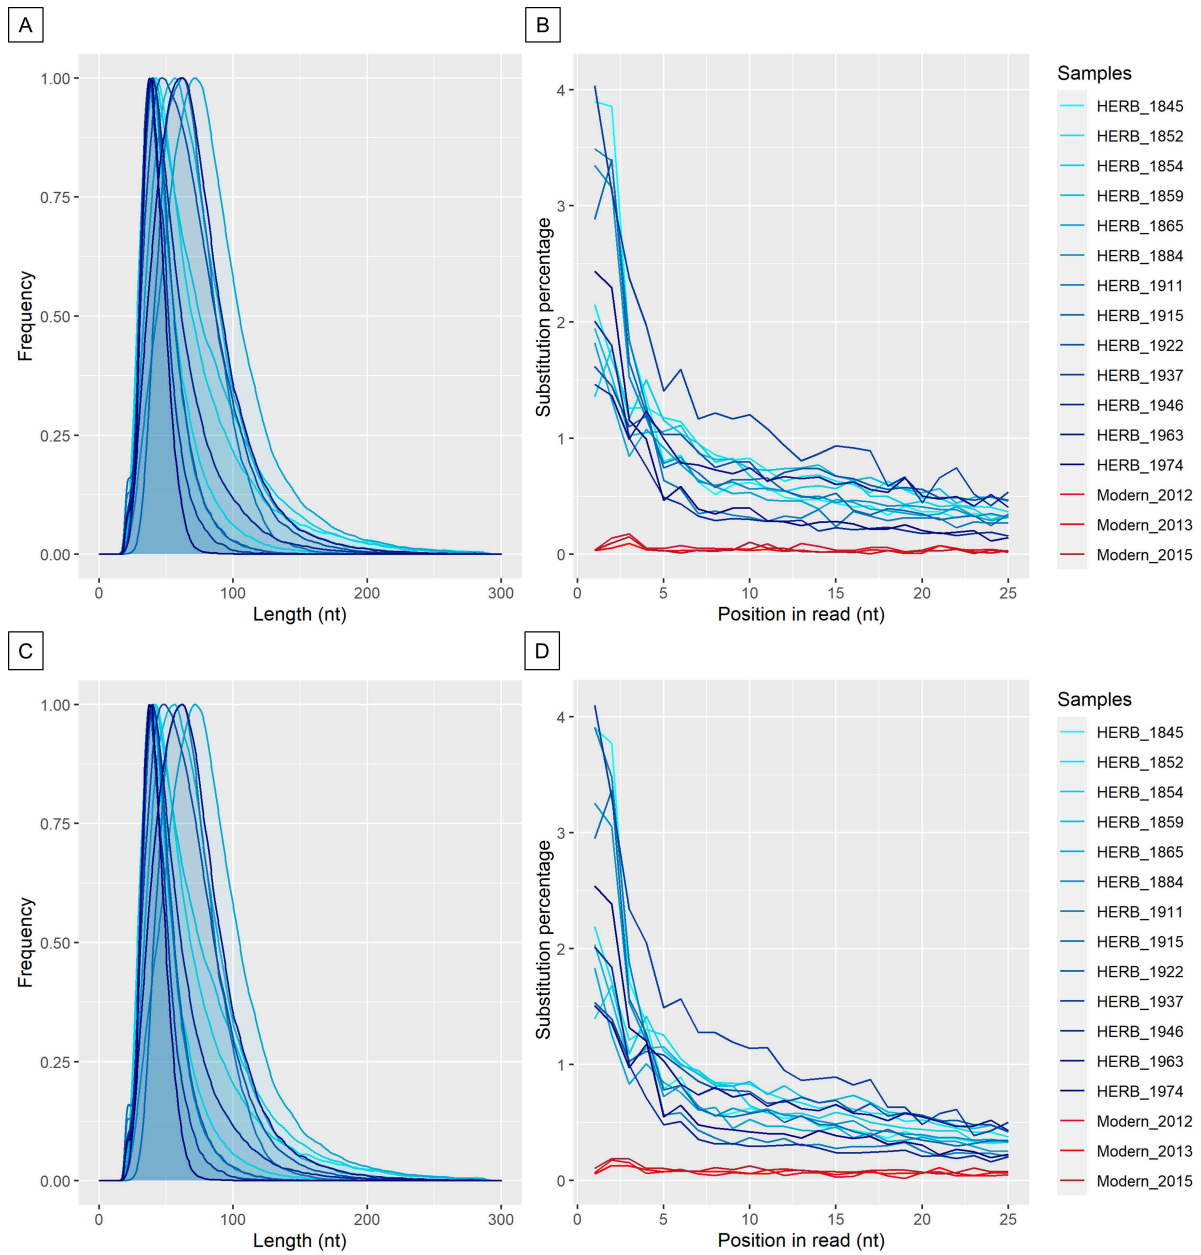 A
B
Frequency
1.00
0.75
0.50
0.25
0.00
0 100 200 300
Length (nt)
Substitution percentage
4
3
2
1
0
0 5 10 15 20 25
Position in read (nt)
Samples
HERB_1845
HERB_1852
HERB_1854
HERB_1859
HERB_1865
HERB_1884
HERB_1911
HERB_1915
HERB_1922
HERB_1937
HERB_1946
HERB_1963
HERB_1974
Modern_2012
Modern_2013
Modern_2015
C
D
Frequency
1.00
0.75
0.50
0.25
0.00
0 100 200 300
Length (nt)
Substitution percentage
4
3
2
1
0
0 5 10 15 20 25
Position in read (nt)
Samples
HERB_1845
HERB_1852
HERB_1854
HERB_1859
HERB_1865
HERB_1884
HERB_1911
HERB_1915
HERB_1922
HERB_1937
HERB_1946
HERB_1963
HERB_1974
Modern_2012
Modern_2013
Modern_2015